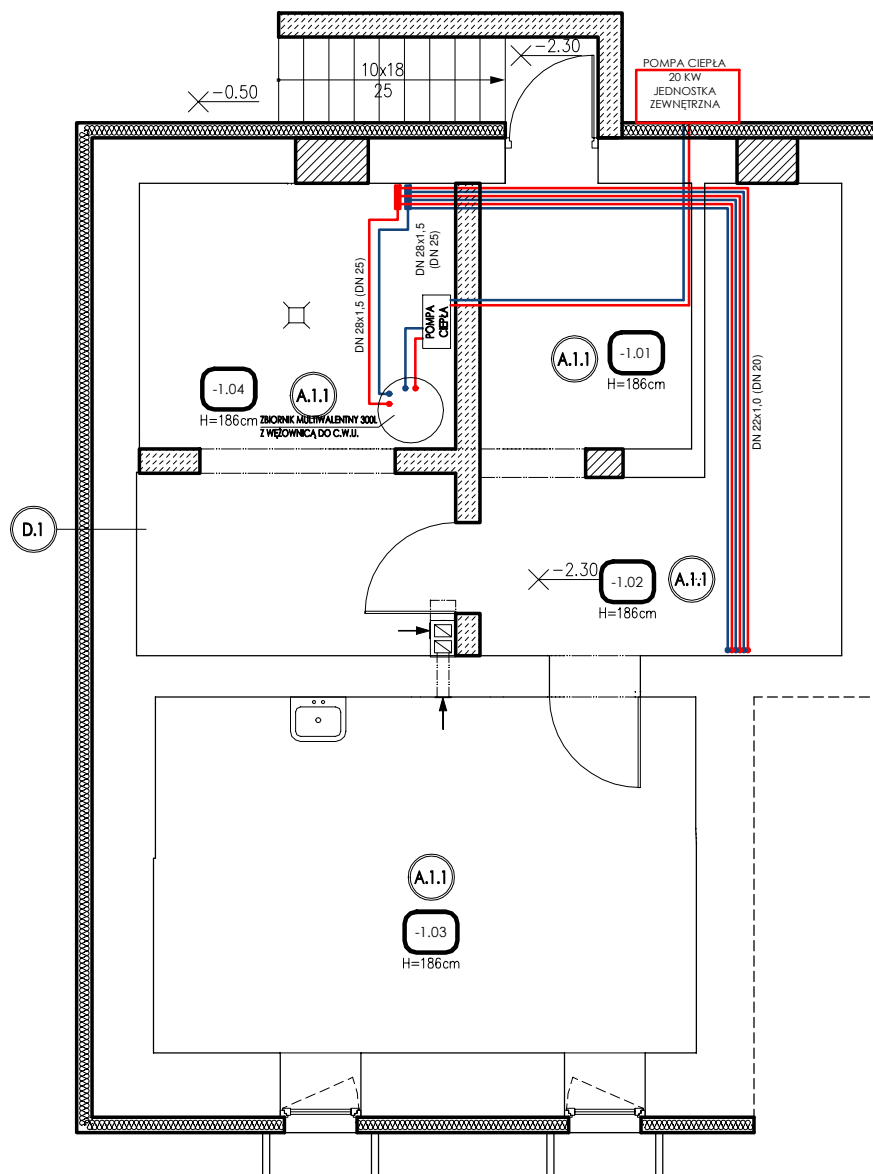 -2.30
POMPA CIEPŁA
20 KW
JEDNOSTKA
ZEWNĘTRZNA
10x18
25
-0.50
DN 28x1,5 (DN 25)
DN 28x1,5
(DN 25)
POMPA
CIEPŁA
A.1.1
-1.01
H=186cm
-1.04
H=186cm
A.1.1
ZBIORNIK MULTIWALENTNY 300L
Z WĘŻOWNICĄ DO C.W.U.
DN 22x1,0 (DN 20)
D.1
-2.30
-1.02
H=186cm
A.1.1
A.1.1
-1.03
H=186cm